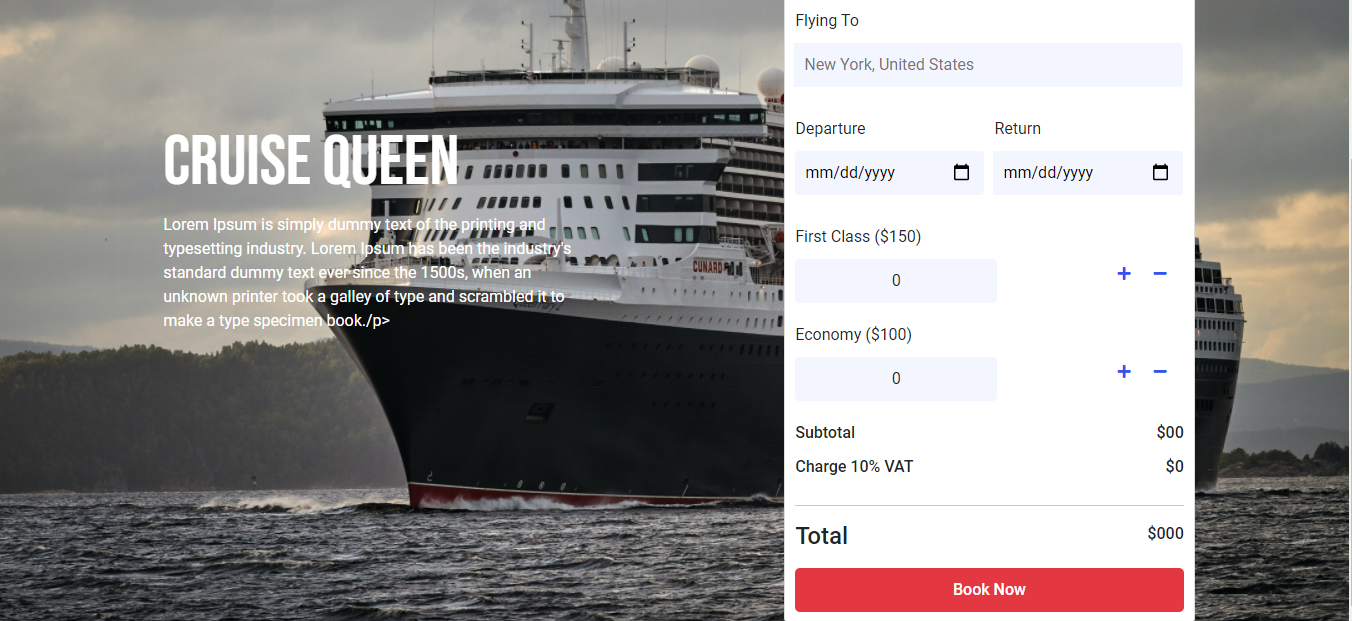 Flying To
New York, United States
Departure
Return
mm/dd/yyyy
mm/dd/yyyy
First Class ($150)
0
+ −
Economy ($100)
0
+ −
Subtotal
$00
Charge 10% VAT
$0
Total
$000
Book Now
CRUISE QUEEN
Lorem Ipsum is simply dummy text of the printing and
typesetting industry. Lorem Ipsum has been the industry's
standard dummy text ever since the 1500s, when an
unknown printer took a galley of type and scrambled it to
make a type specimen book./p>
CUNARD